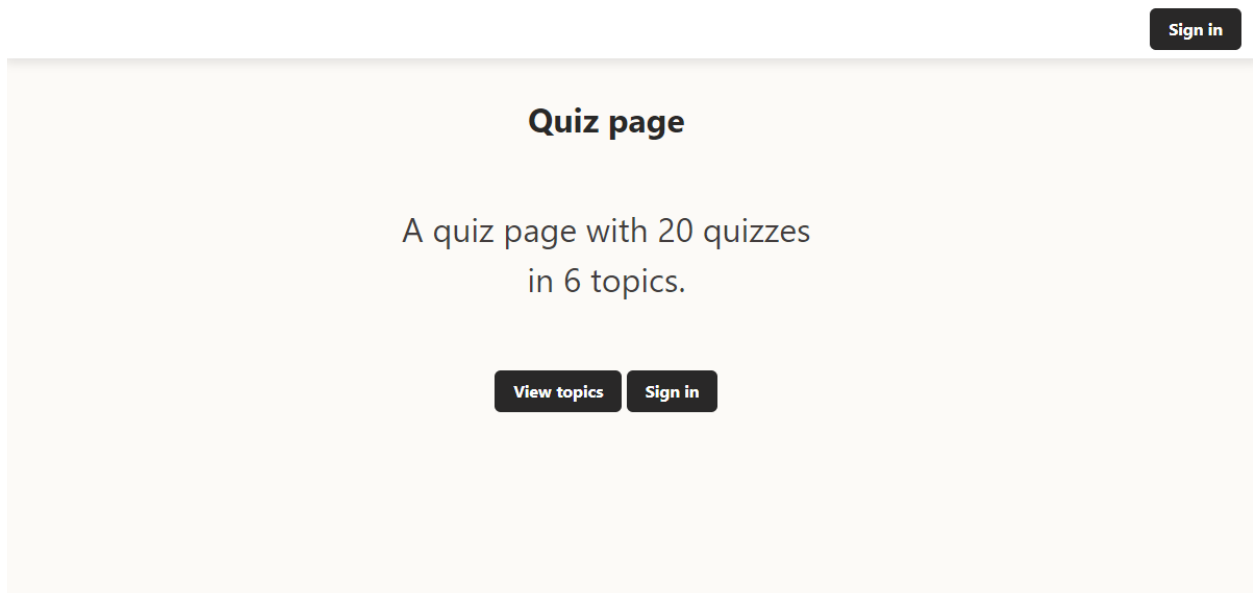 Sign in
Quiz page
A quiz page with 20 quizzes
in 6 topics.
View topics Sign in